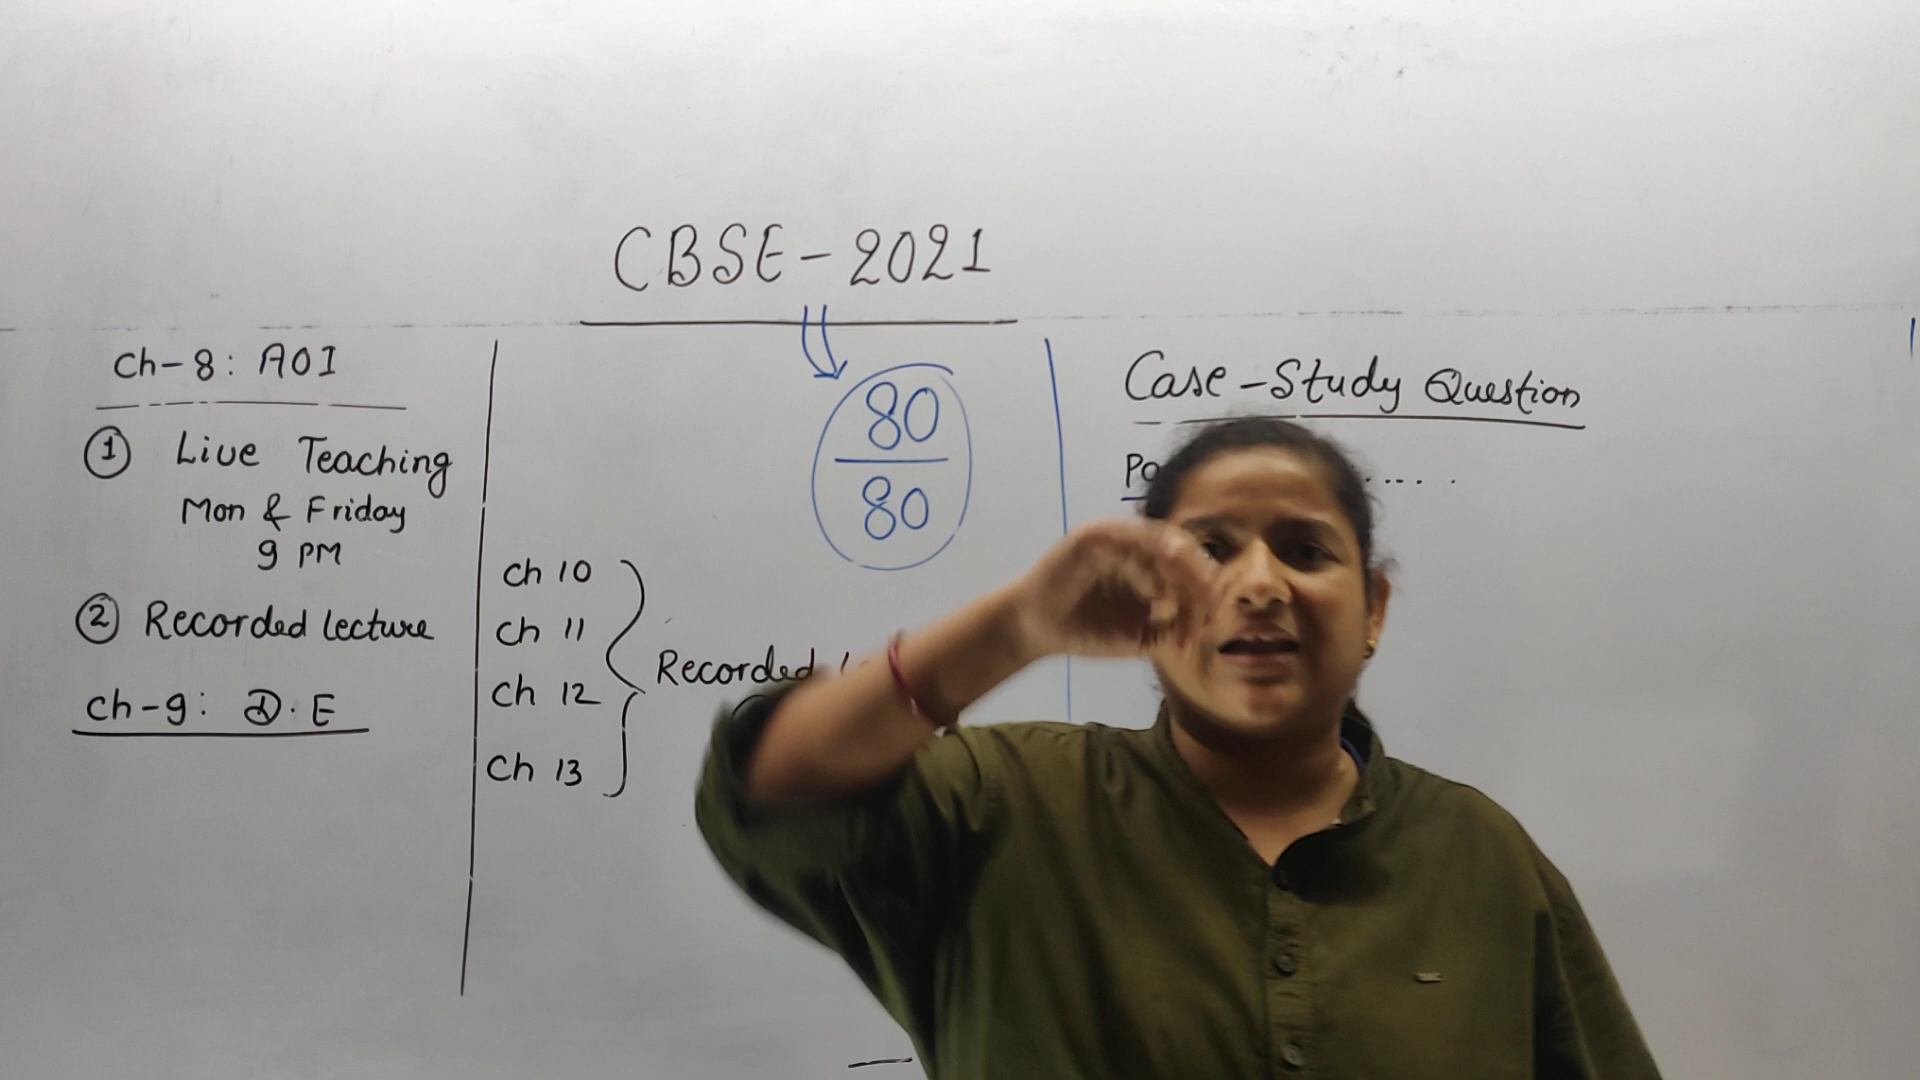 CBSE-2021
Ch-8: AOI
① Live Teaching
Mon & Friday
9 PM
② Recorded lecture
Ch-9: D.E
80
80
Ch 10
Ch 11
Ch 12
Ch 13
Recorded
Case-Study Question